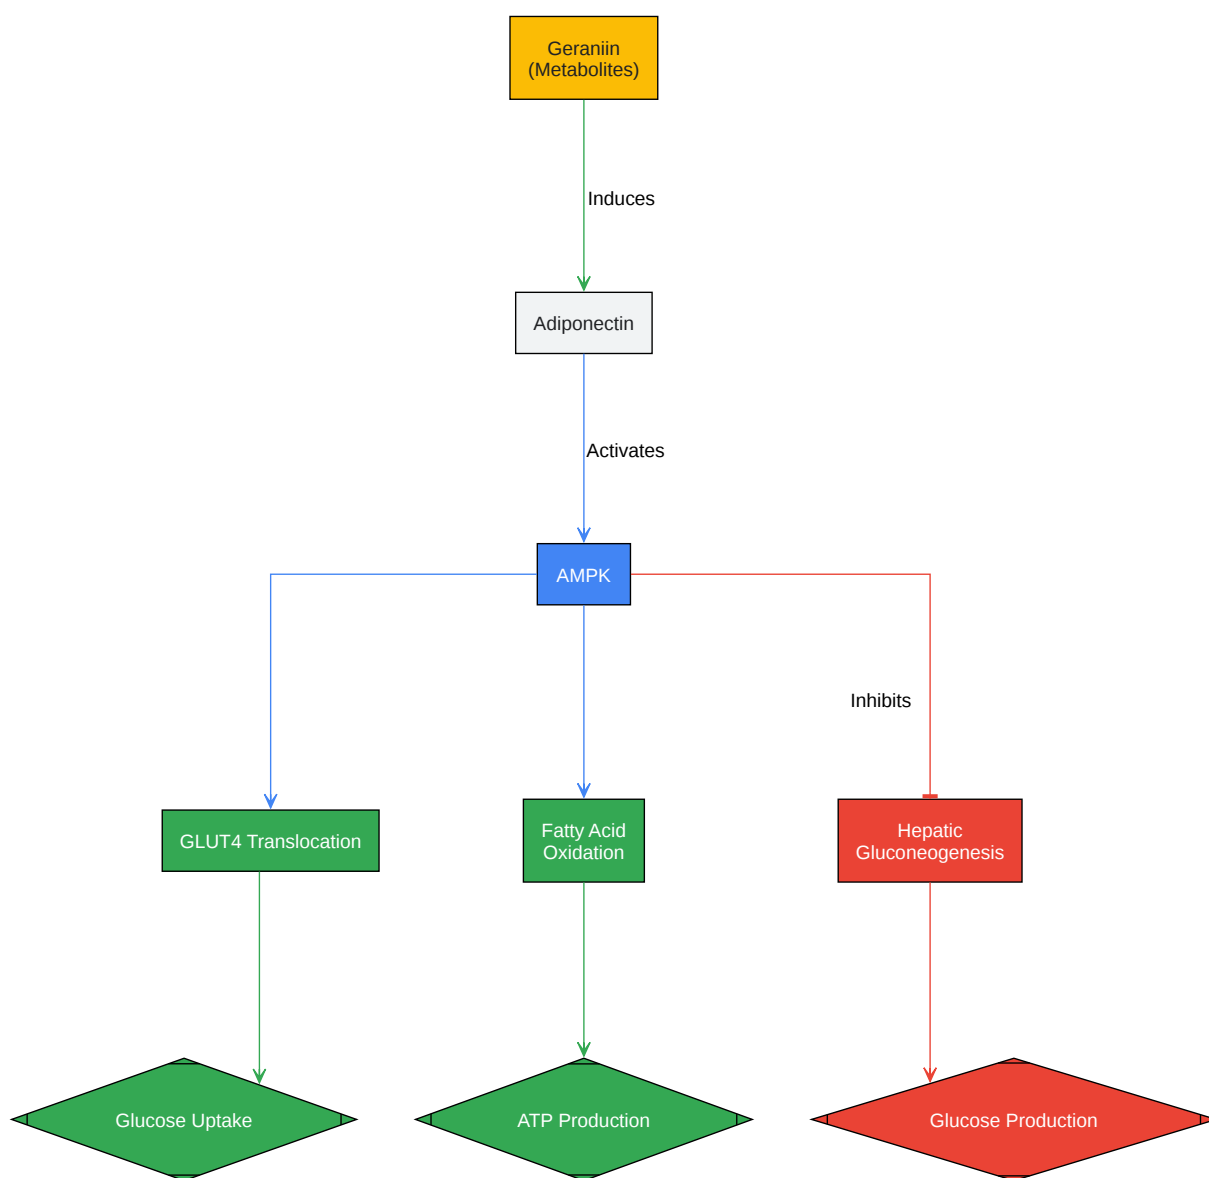 Geraniin
(Metabolites)
Induces
Adiponectin
Activates
AMPK
Inhibits
GLUT4 Translocation
Fatty Acid
Oxidation
Hepatic
Gluconeogenesis
Glucose Uptake
ATP Production
Glucose Production